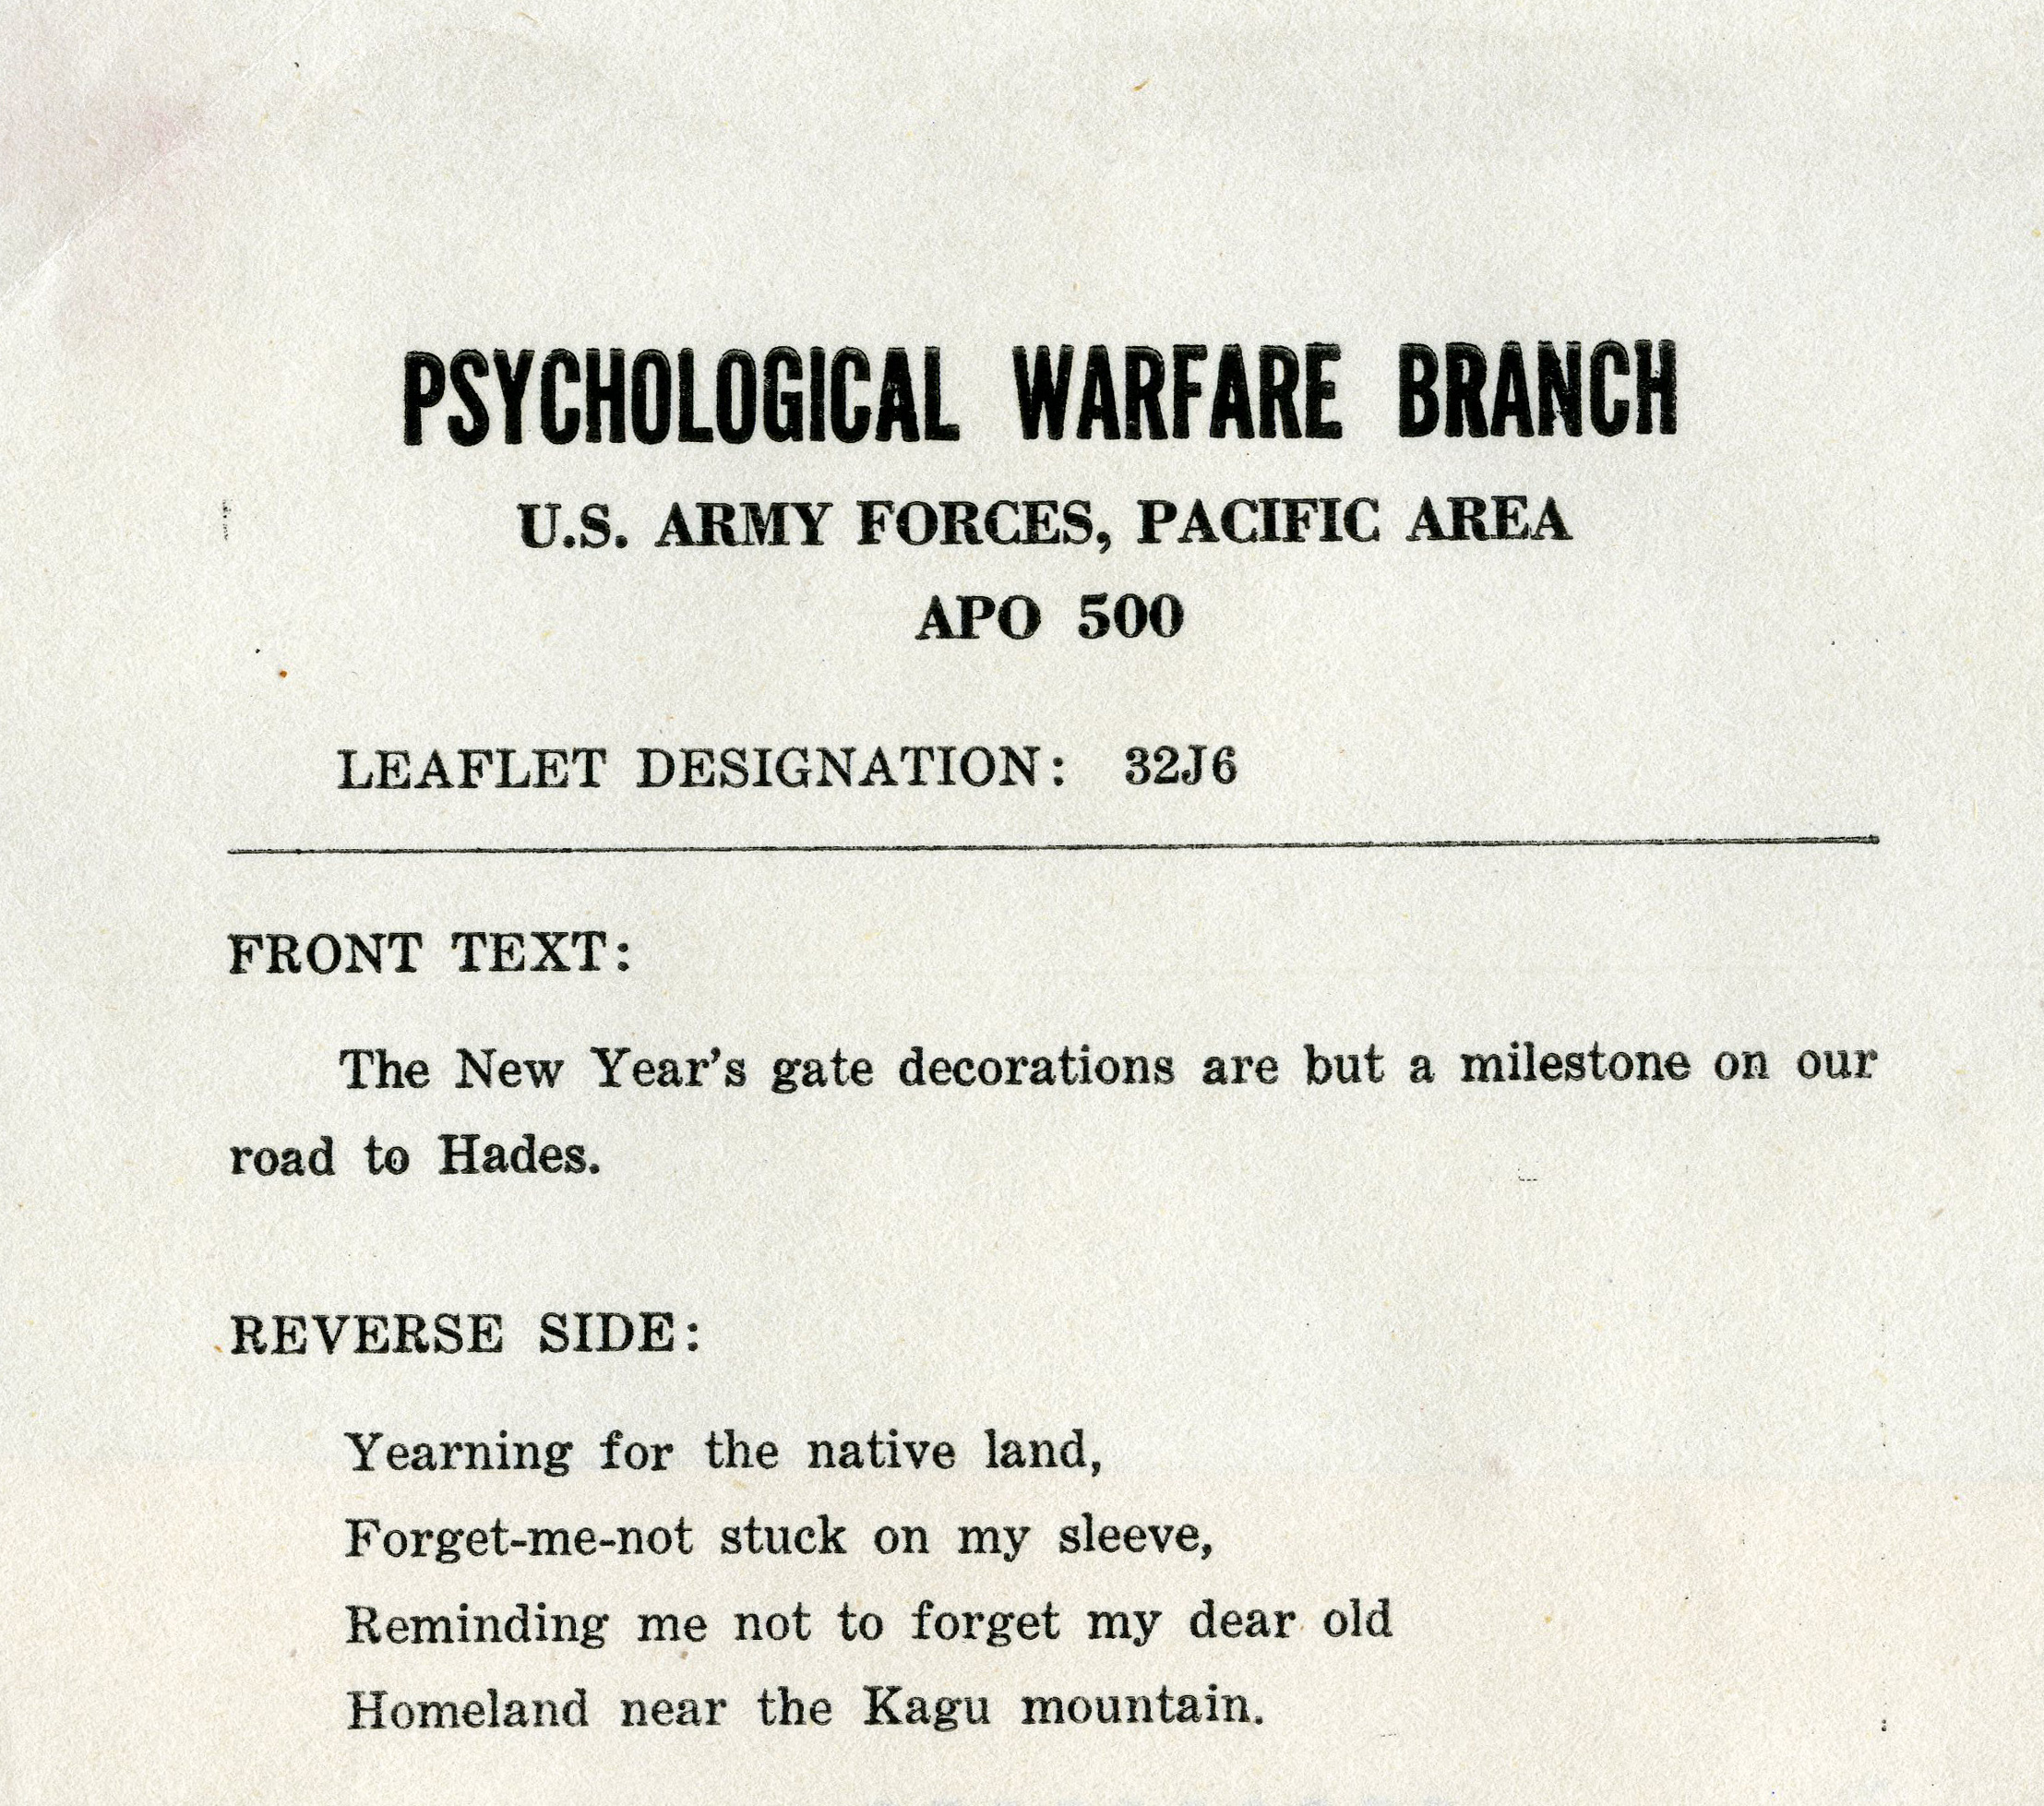 PSYCHOLOGICAL WARFARE BRANCH
U.S. ARMY FORCES, PACIFIC AREA
APO 500
LEAFLET DESIGNATION: 32J6
FRONT TEXT:
The New Year's gate decorations are but a milestone on our
road to Hades.
REVERSE SIDE:
Yearning for the native land,
Forget-me-not stuck on my sleeve,
Reminding me not to forget my dear old
Homeland near the Kagu mountain.